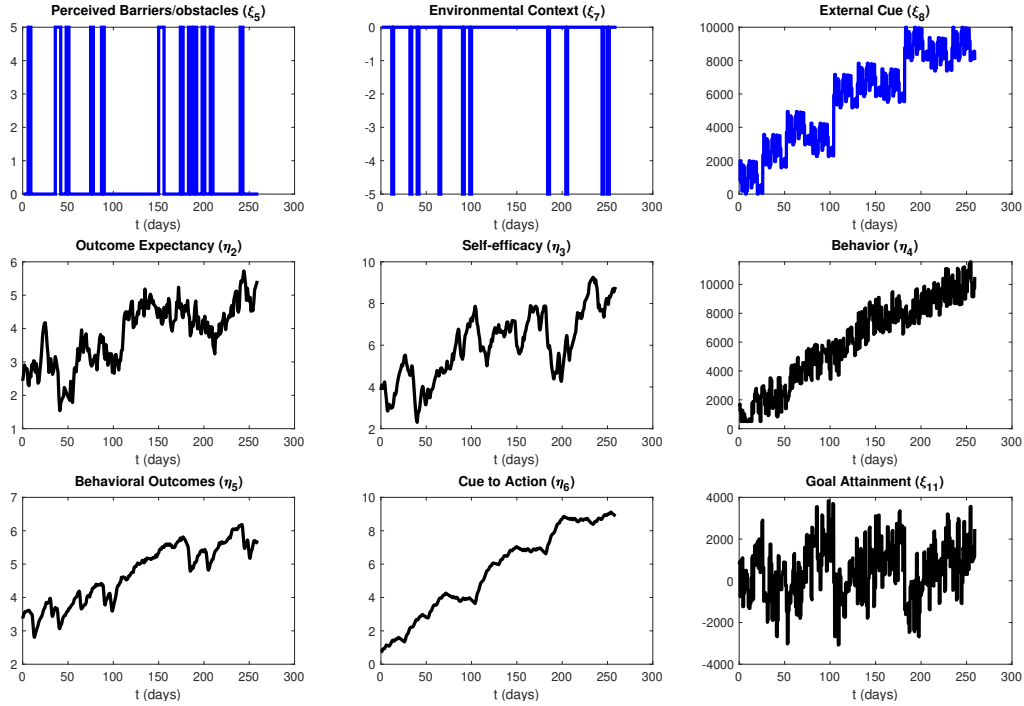 Perceived Barriers/obstacles (ξ5)
5
4
3
2
1
0
0 50 100 150 200 250 300
t (days)
Environmental Context (ξ7)
0
-1
-2
-3
-4
-5
0 50 100 150 200 250 300
t (days)
External Cue (ξ8)
10000
8000
6000
4000
2000
0
0 50 100 150 200 250 300
t (days)
Outcome Expectancy (η2)
6
5
4
3
2
1
0 50 100 150 200 250 300
t (days)
Self-efficacy (η3)
10
8
6
4
2
0 50 100 150 200 250 300
t (days)
Behavior (η4)
10000
8000
6000
4000
2000
0
0 50 100 150 200 250 300
t (days)
Behavioral Outcomes (η5)
7
6
5
4
3
2
0 50 100 150 200 250 300
t (days)
Cue to Action (η6)
10
8
6
4
2
0
0 50 100 150 200 250 300
t (days)
Goal Attainment (ξ11)
4000
2000
0
-2000
-4000
0 50 100 150 200 250 300
t (days)